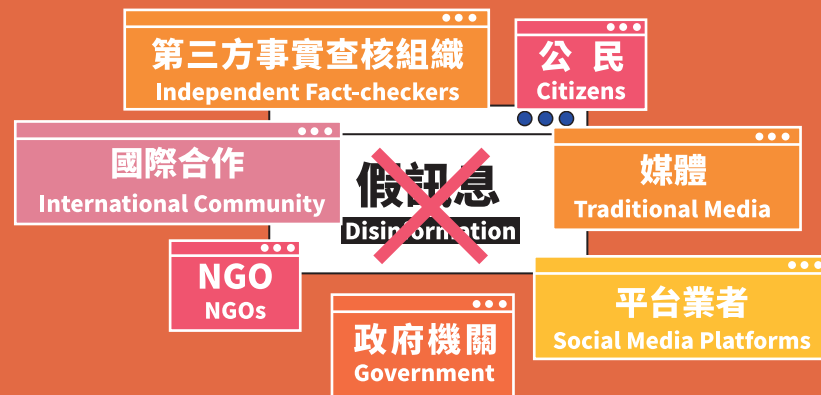 第三方事實查核組織
Independent Fact-checkers
公 民
Citizens
國際合作
International Community
假訊息
Disinformation
媒體
Traditional Media
NGO
NGOs
政府機關
Government
平台業者
Social Media Platforms